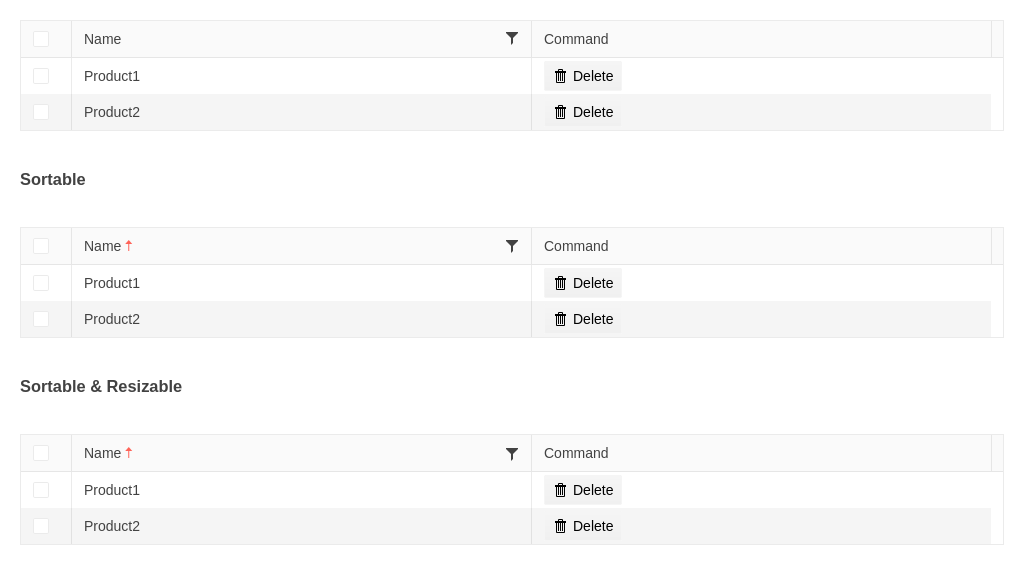 Name Command
Product1 Delete
Product2 Delete
Sortable
Name Command
Product1 Delete
Product2 Delete
Sortable & Resizable
Name Command
Product1 Delete
Product2 Delete